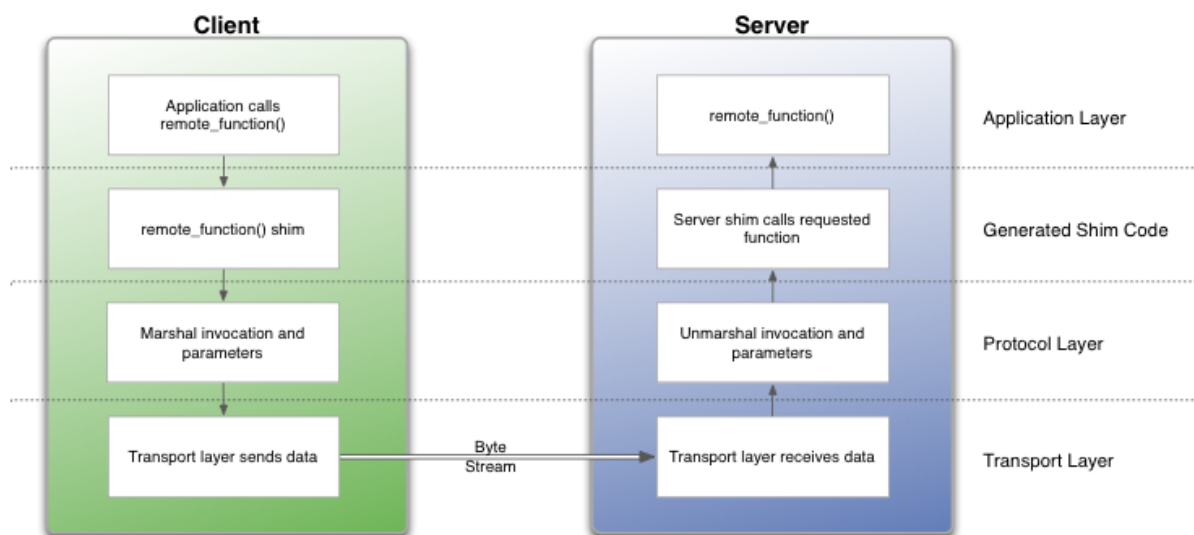 Client
Server
Application calls
remote_function()
remote_function()
Application Layer
remote_function() shim
Server shim calls requested
function
Generated Shim Code
Marshal invocation and
parameters
Unmarshal invocation and
parameters
Protocol Layer
Transport layer sends data
Byte
Stream
Transport layer receives data
Transport Layer